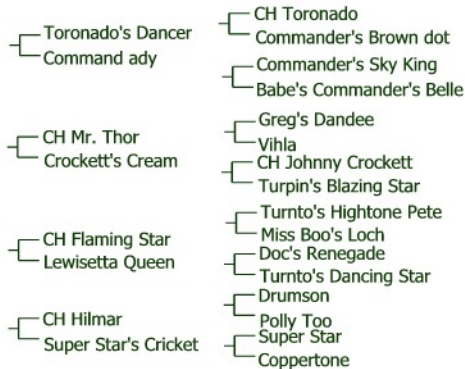 Toronado's Dancer
Command ady
CH Toronado
Commander's Brown dot
Commander's Sky King
Babe's Commander's Belle
CH Mr. Thor
Crockett's Cream
Greg's Dandee
Vihla
CH Johnny Crockett
Turpin's Blazing Star
CH Flaming Star
Lewisetta Queen
Turnto's Hightone Pete
Miss Boo's Loch
Doc's Renegade
Turnto's Dancing Star
CH Hilmar
Super Star's Cricket
Drumson
Polly Too
Super Star
Coppertone